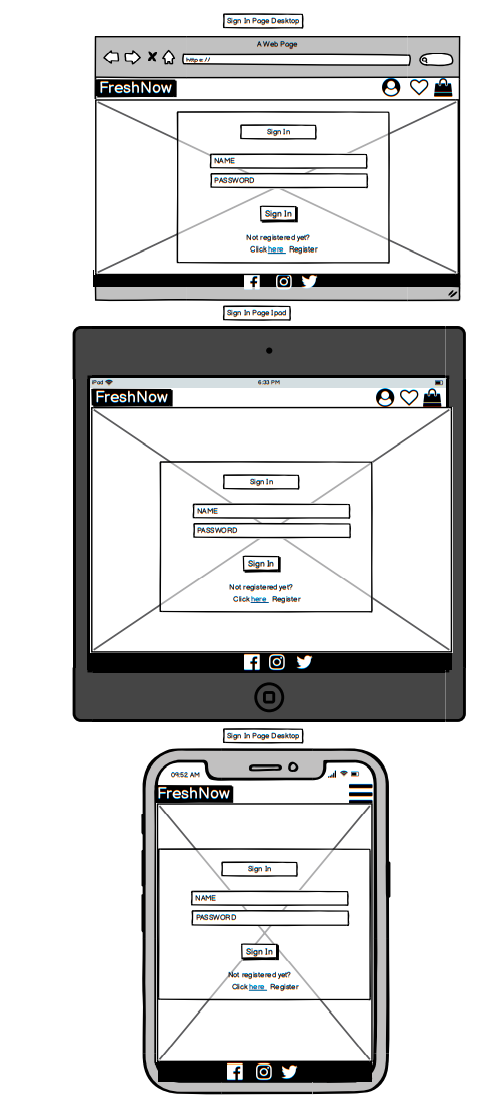 Sign In Page Desktop
A Web Page
https://
FreshNow
Sign In
NAME
PASSWORD
Sign In
Not registered yet?
Click here Register
Sign In Page Ipod
iPod 6:33 PM
FreshNow
Sign In
NAME
PASSWORD
Sign In
Not registered yet?
Click here Register
Sign In Page Desktop
09:52 AM
FreshNow
Sign In
NAME
PASSWORD
Sign In
Not registered yet?
Click here Register